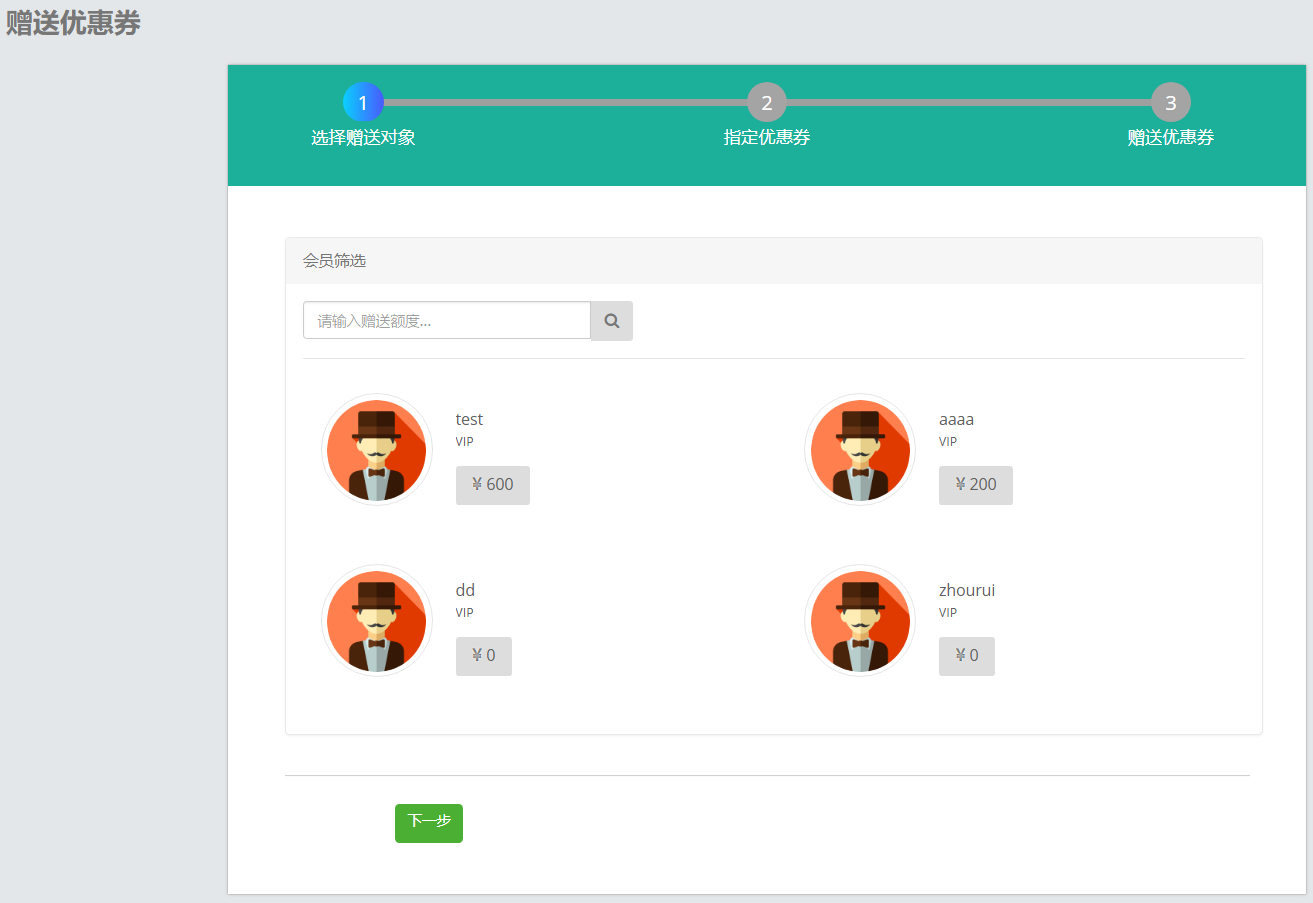 赠送优惠券
1
2
3
选择赠送对象
指定优惠券
赠送优惠券
会员筛选
请输入赠送额度...
test
VIP
¥ 600
aaaa
VIP
¥ 200
dd
VIP
¥ 0
zhourui
VIP
¥ 0
下一步